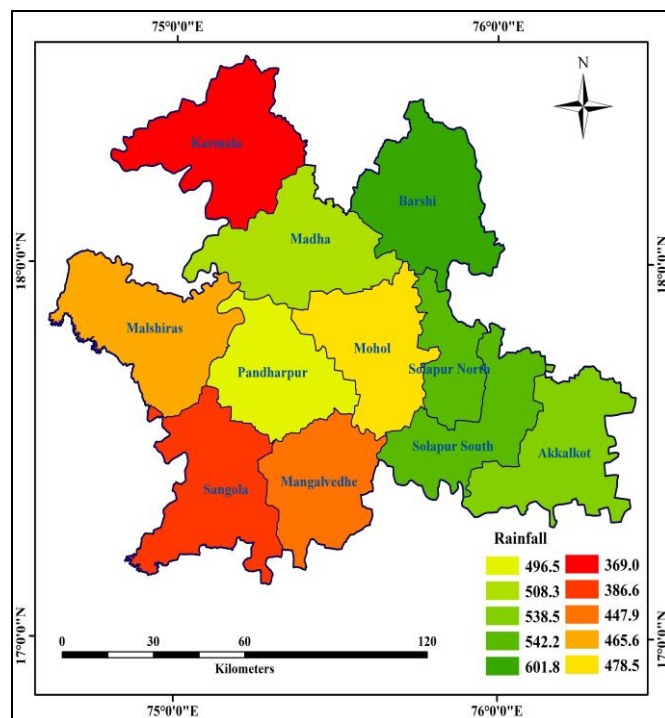 75°0'0"E 76°0'0"E
N
Karmala
Barshi
Madha
18°0'0"N 18°0'0"N
Malshiras
Mohol
Pandharpur Solapur North
Solapur South Akkalkot
Sangola Mangalvedhe
Rainfall
496.5 369.0
508.3 386.6
538.5 447.9
542.2 465.6
601.8 478.5
17°0'0"N 17°0'0"N
0 30 60 120
Kilometers
75°0'0"E 76°0'0"E